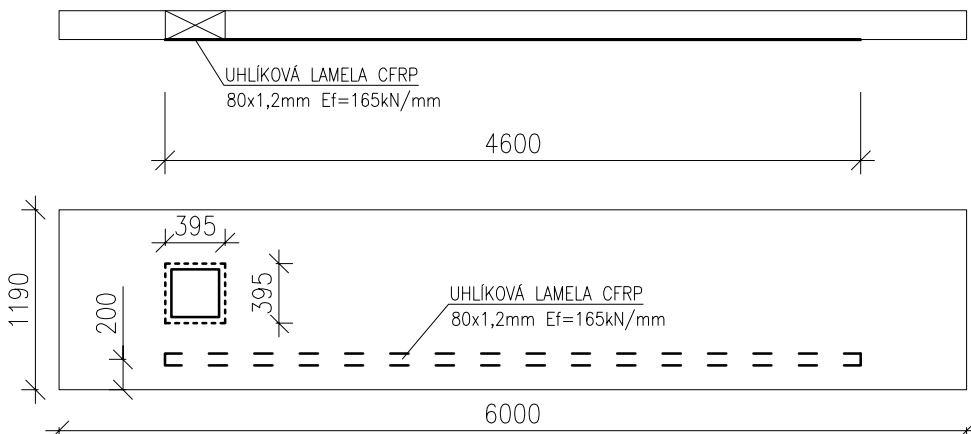 UHLÍKOVÁ LAMELA CFRP
80x1,2mm Ef=165kN/mm
4600
395
395
1190
200
UHLÍKOVÁ LAMELA CFRP
80x1,2mm Ef=165kN/mm
6000